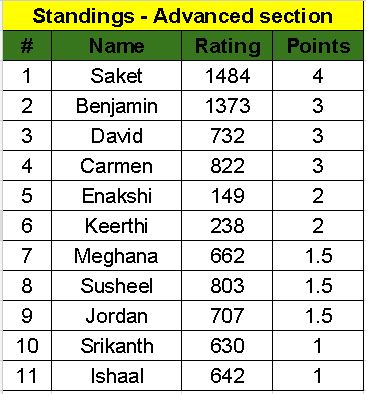 Standings - Advanced section
# Name Rating Points
1 Saket 1484 4
2 Benjamin 1373 3
3 David 732 3
4 Carmen 822 3
5 Enakshi 149 2
6 Keerthi 238 2
7 Meghana 662 1.5
8 Susheel 803 1.5
9 Jordan 707 1.5
10 Srikanth 630 1
11 Ishaal 642 1